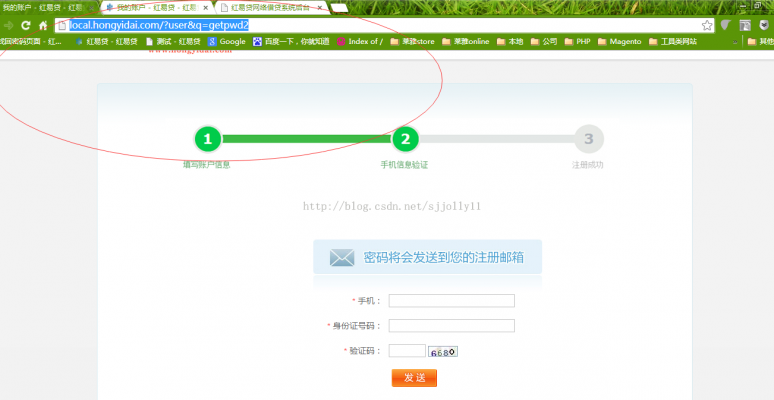 我的账户 - 红易贷 - 红易
我的账户 - 红易贷 - 红易
红易贷网络借贷系统后台
local.hongyidai.com/?user&q=getpwd2
找回密码页面 - 红...
红易贷 - 红易贷
测试 - 红易贷
Google
百度一下，你就知道
Index of /
莱雅store
莱雅online
本地
公司
PHP
Magento
工具类网站
其他
www.hongyidai.com
1
2
3
填写账户信息
手机信息验证
注册成功
http://blog.csdn.net/sjjolly11
密码将会发送到您的注册邮箱
* 手机：
* 身份证号码：
* 验证码：
6680
发 送